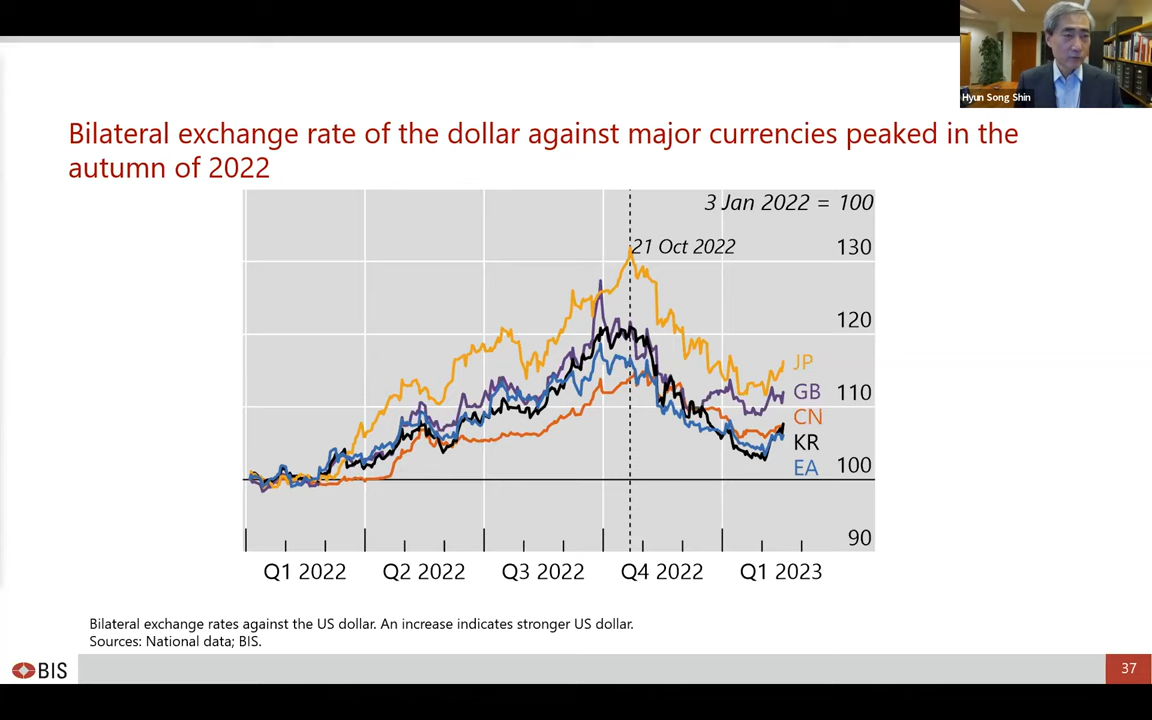 Hyun Song Shin
Bilateral exchange rate of the dollar against major currencies peaked in the
autumn of 2022
3 Jan 2022 = 100
21 Oct 2022
130
120
JP
GB
110
CN
KR
EA
100
90
Q1 2022
Q2 2022
Q3 2022
Q4 2022
Q1 2023
Bilateral exchange rates against the US dollar. An increase indicates stronger US dollar.
Sources: National data; BIS.
BIS
37